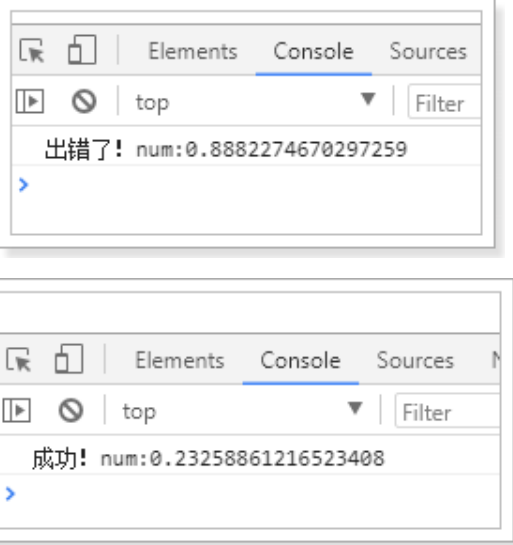 Elements Console Sources
top Filter
出错了! num:0.8882274670297259
Elements Console Sources
top Filter
成功! num:0.23258861216523408